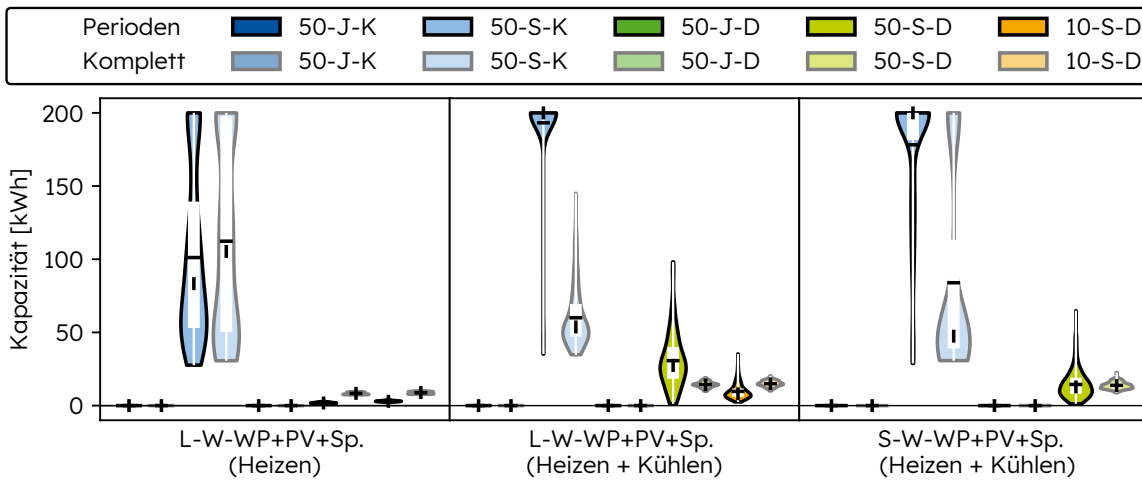 Perioden 50-J-K 50-S-K 50-J-D 50-S-D 10-S-D
Komplett 50-J-K 50-S-K 50-J-D 50-S-D 10-S-D
Kapazität [kWh]
200
150
100
50
0
L-W-WP+PV+Sp.
(Heizen)
L-W-WP+PV+Sp.
(Heizen + Kühlen)
S-W-WP+PV+Sp.
(Heizen + Kühlen)